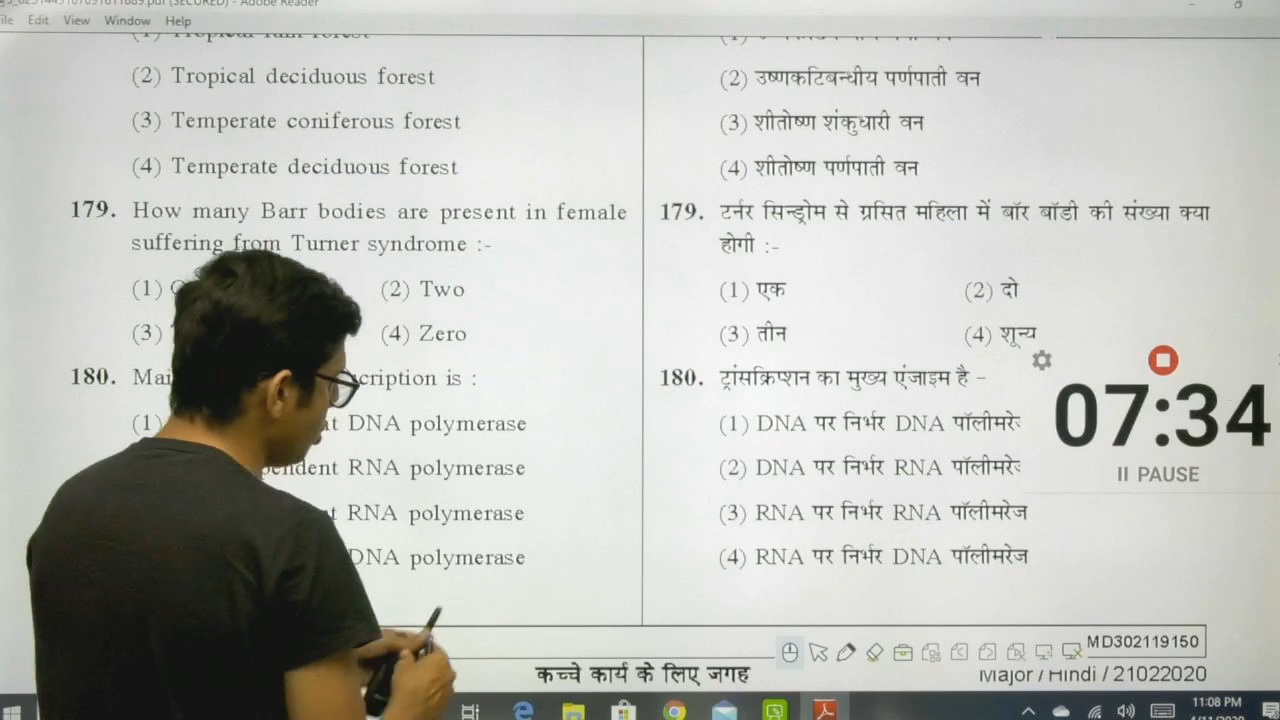 File Edit View Window Help
(2) Tropical deciduous forest
(3) Temperate coniferous forest
(4) Temperate deciduous forest
179. How many Barr bodies are present in female
suffering from Turner syndrome :-
(1) (2) Two
(3) (4) Zero
180. cription is :
(1) DNA polymerase
RNA polymerase
RNA polymerase
DNA polymerase
(2) उष्णकटिबन्धीय पर्णपाती वन
(3) शीतोष्ण शंकुधारी वन
(4) शीतोष्ण पर्णपाती वन
179. टर्नर सिन्ड्रोम से ग्रसित महिला में बॉर बॉडी की संख्या क्या
होगी :-
(1) एक (2) दो
(3) तीन (4) शून्य
180. ट्रांसक्रिप्शन का मुख्य एंजाइम है –
(1) DNA पर निर्भर DNA
(2) DNA पर निर्भर RNA
(3) RNA पर निर्भर RNA पॉलीमरेज
(4) RNA पर निर्भर DNA पॉलीमरेज
07:34
II PAUSE
MD302119150
कच्चे कार्य के लिए जगह
Major / Hindi / 21022020
11:08 PM